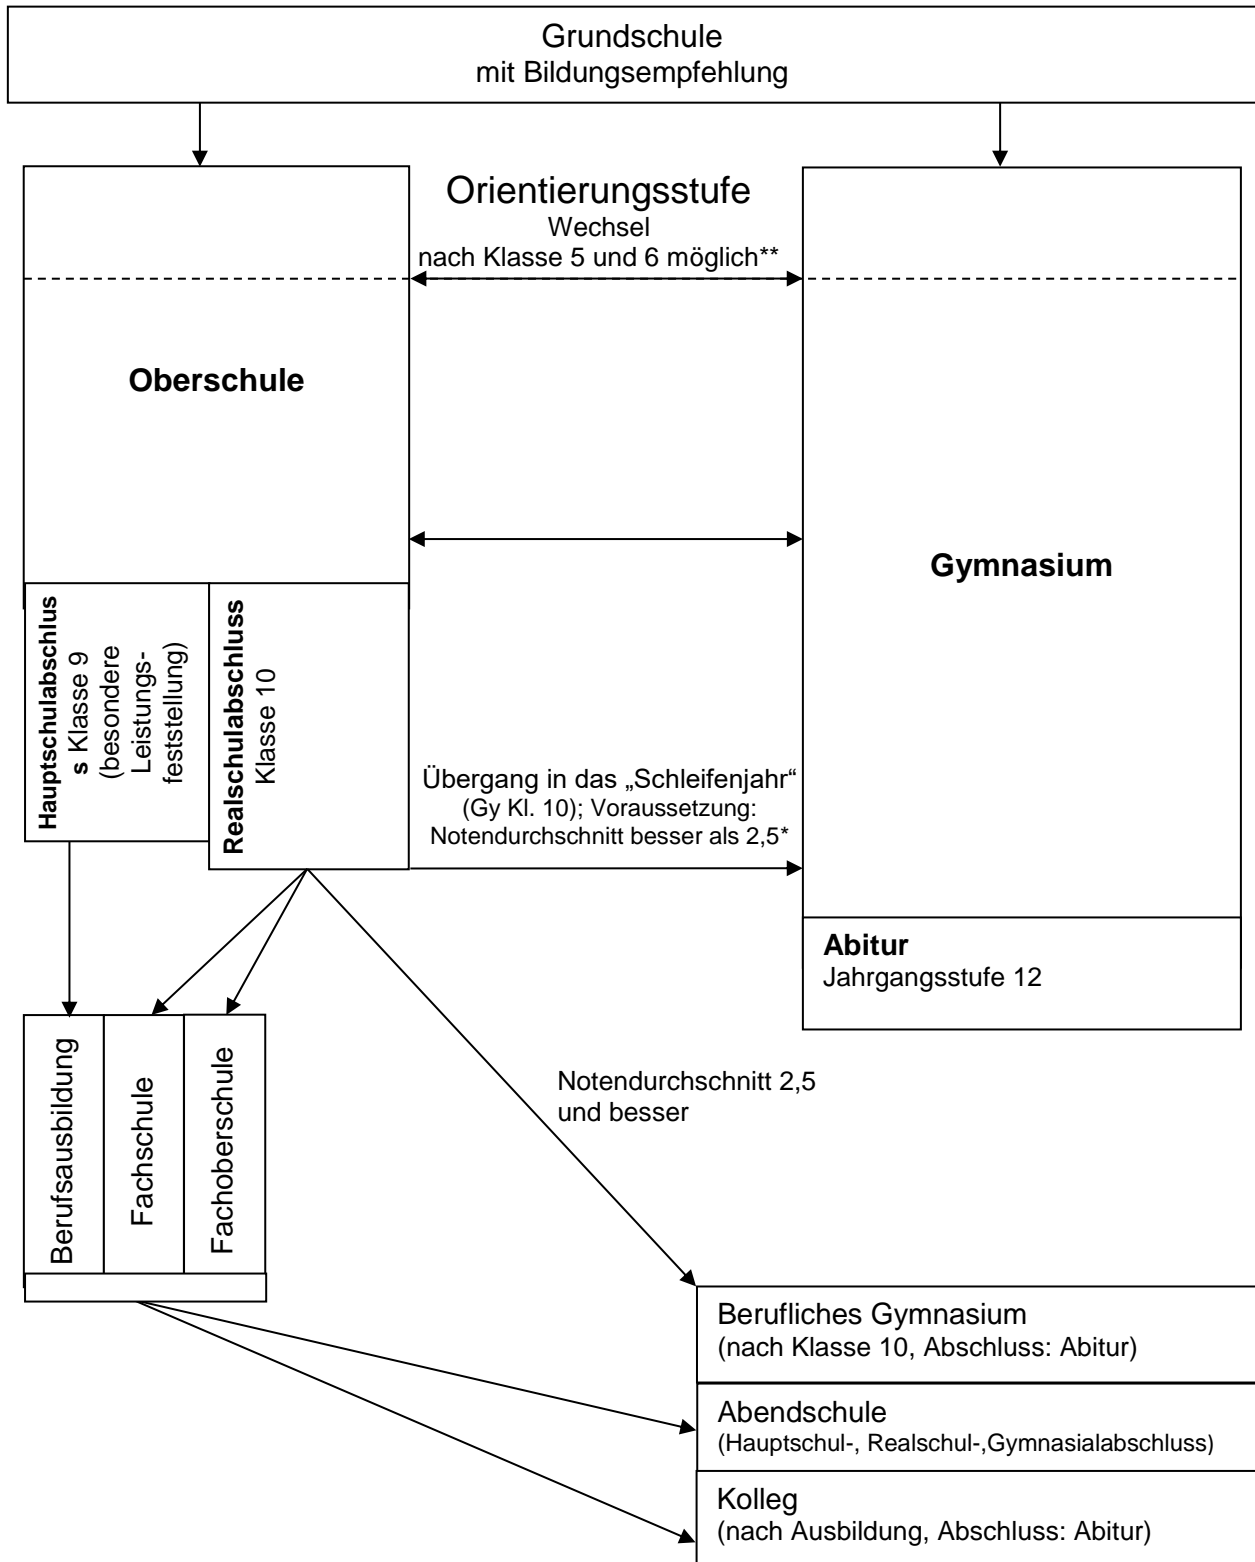 Grundschule
mit Bildungsempfehlung
Orientierungsstufe
Wechsel
nach Klasse 5 und 6 möglich**
Oberschule
Gymnasium
Hauptschulabschlus
s Klasse 9
(besondere
Leistungs-
feststellung)
Realschulabschluss
Klasse 10
Übergang in das „Schleifenjahr“
(Gy Kl. 10); Voraussetzung:
Notendurchschnitt besser als 2,5*
Abitur
Jahrgangsstufe 12
Berufsausbildung
Fachschule
Fachoberschule
Notendurchschnitt 2,5
und besser
Berufliches Gymnasium
(nach Klasse 10, Abschluss: Abitur)
Abendschule
(Hauptschul-, Realschul-,Gymnasialabschluss)
Kolleg
(nach Ausbildung, Abschluss: Abitur)